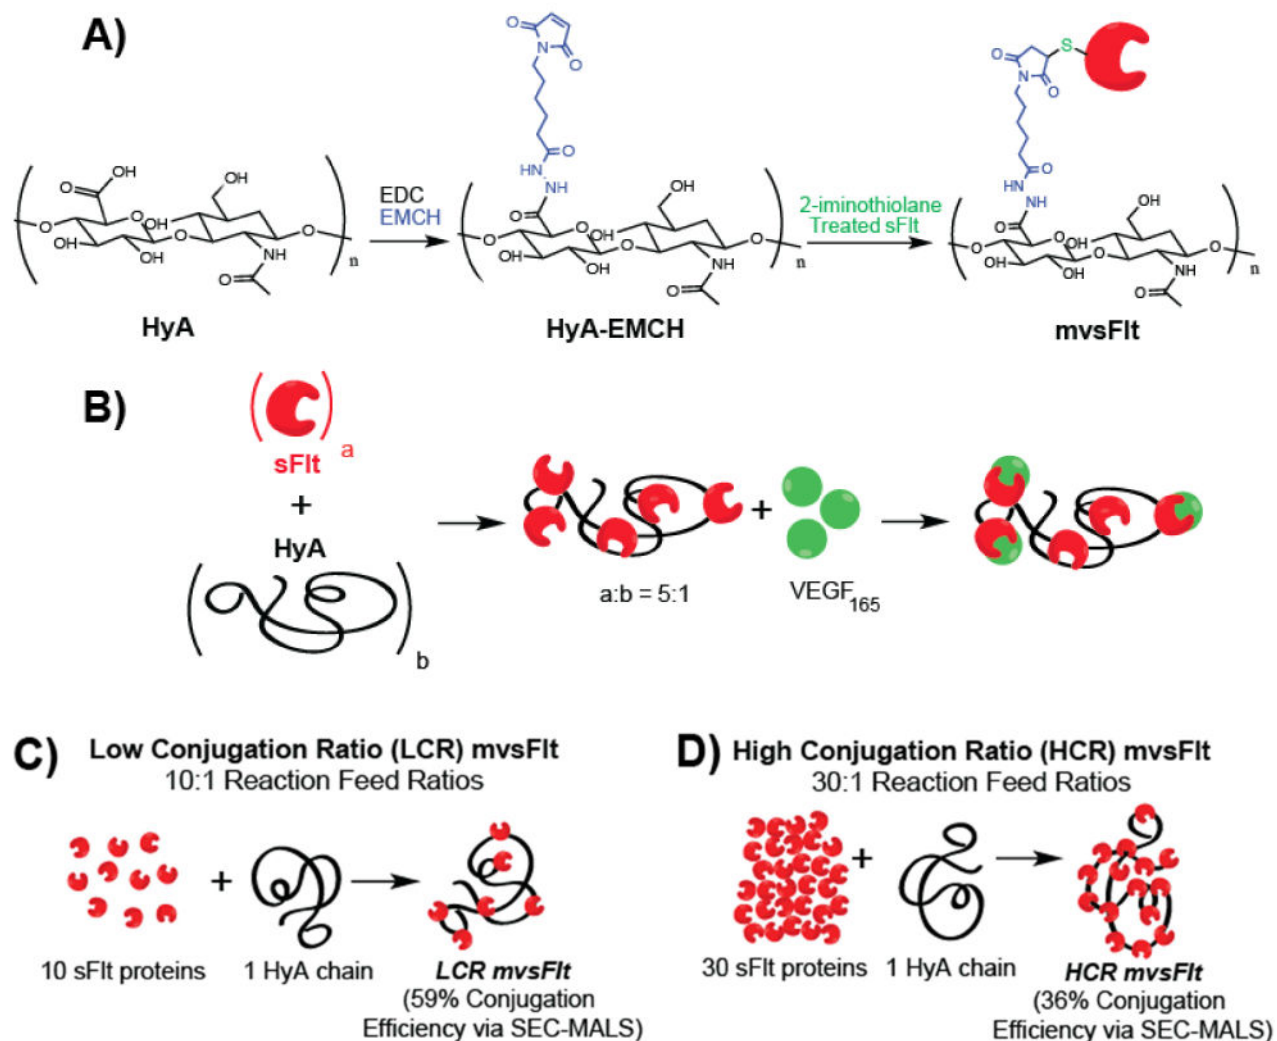 A)
HyA
EDC
EMCH
HyA-EMCH
2-iminothiolane
Treated sFlt
mvsFlt
O
OH
O
OH
O
OH
OH
O
O
NH
O
n
O
N
O
O
HN
NH
O
OH
O
O
OH
OH
OH
O
O
NH
O
n
O
S
N
O
O
HN
NH
O
OH
O
O
OH
OH
OH
O
O
NH
O
n
B)
sFlt
a
+
HyA
b
a:b = 5:1
+
VEGF165
C)
Low Conjugation Ratio (LCR) mvsFlt
10:1 Reaction Feed Ratios
+
10 sFlt proteins
1 HyA chain
LCR mvsFlt
(59% Conjugation
Efficiency via SEC-MALS)
D)
High Conjugation Ratio (HCR) mvsFlt
30:1 Reaction Feed Ratios
+
30 sFlt proteins
1 HyA chain
HCR mvsFlt
(36% Conjugation
Efficiency via SEC-MALS)